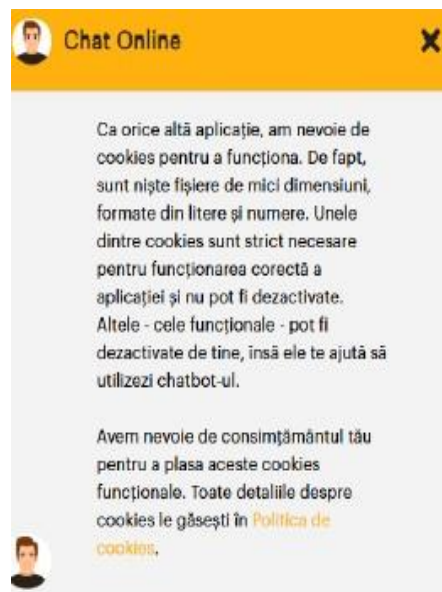 Chat Online
Ca orice altă aplicație, am nevoie de
cookies pentru a funcționa. De fapt,
sunt niște fișiere de mici dimensiuni,
formate din litere și numere. Unele
dintre cookies sunt strict necesare
pentru funcționarea corectă a
aplicației și nu pot fi dezactivate.
Altele - cele funcționale - pot fi
dezactivate de tine, însă ele te ajută să
utilizezi chatbot-ul.
Avem nevoie de consimțământul tău
pentru a plasa aceste cookies
funcționale. Toate detaliile despre
cookies le găsești în Politica de
cookies.